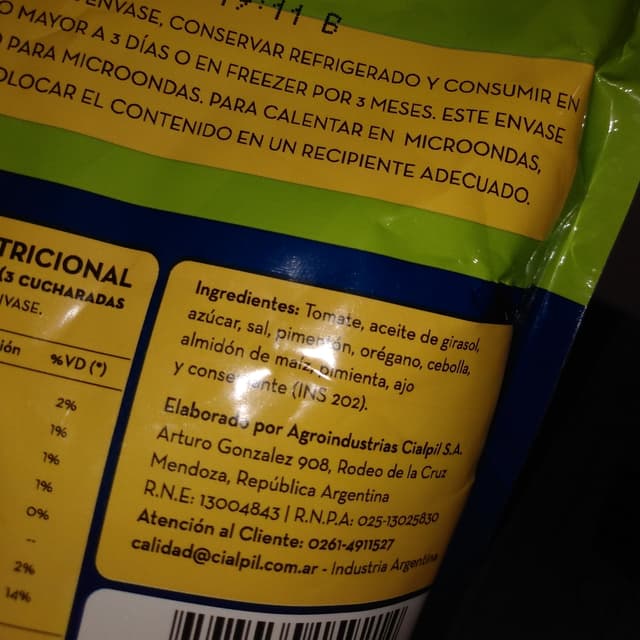 11 B
ENVASE, CONSERVAR REFRIGERADO Y CONSUMIR EN
O MAYOR A 3 DÍAS O EN FREEZER POR 3 MESES. ESTE ENVASE
PARA MICROONDAS. PARA CALENTAR EN MICROONDAS,
OLOCAR EL CONTENIDO EN UN RECIPIENTE ADECUADO.
TRICIONAL
(3 CUCHARADAS
NVASE.
ión %VD (*)
2%
1%
1%
1%
0%
--
2%
14%
Ingredientes: Tomate, aceite de girasol,
azúcar, sal, pimentón, orégano, cebolla,
almidón de maíz, pimienta, ajo
y conservante (INS 202).
Elaborado por Agroindustrias Cialpil S.A.
Arturo Gonzalez 908, Rodeo de la Cruz
Mendoza, República Argentina
R.N.E: 13004843 | R.N.P.A: 025-13025830
Atención al Cliente: 0261-4911527
calidad@cialpil.com.ar - Industria Argentina